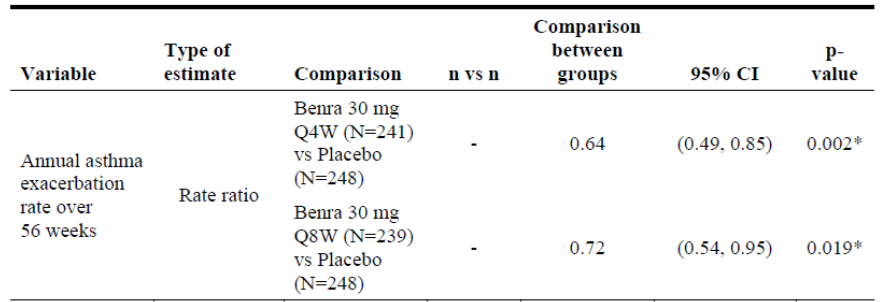 Variable Type of estimate Comparison n vs n Comparison between groups 95% CI p-value
Annual asthma
exacerbation
rate over
56 weeks
Rate ratio
Benra 30 mg
Q4W (N=241)
vs Placebo
(N=248)
- 0.64 (0.49, 0.85) 0.002*
Benra 30 mg
Q8W (N=239)
vs Placebo
(N=248)
- 0.72 (0.54, 0.95) 0.019*